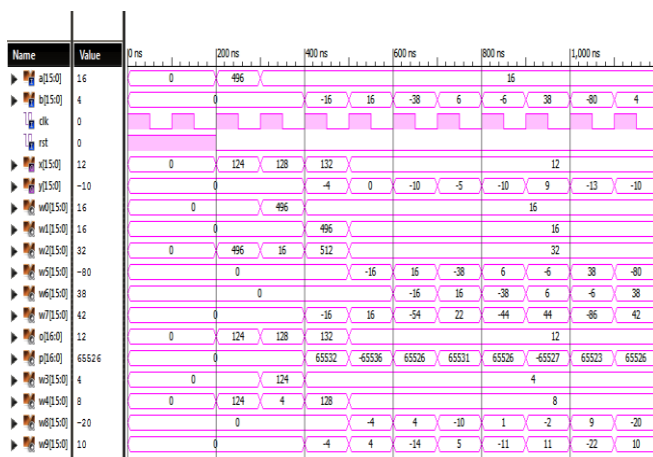 0 ns 200 ns 400 ns 600 ns 800 ns 1,000 ns
Name Value
a[15:0] 16 0 496 16
b[15:0] 4 0 -16 16 -38 6 -6 38 -80 4
clk 0
rst 0
x[15:0] 12 0 124 128 132 12
y[15:0] -10 0 -4 0 -10 -5 -10 9 -13 -10
w0[15:0] 16 0 496 16
w1[15:0] 16 0 496 16
w2[15:0] 32 0 496 16 512 32
w5[15:0] -80 0 -16 16 -38 6 -6 38 -80
w6[15:0] 38 0 -16 16 -38 6 -6 38
w7[15:0] 42 0 -16 16 -54 22 -44 44 -86 42
o[16:0] 12 0 124 128 132 12
p[16:0] 65526 0 65532 -65536 65526 65531 65526 -65527 65523 65526
w3[15:0] 4 0 124 4
w4[15:0] 8 0 124 4 128 8
w8[15:0] -20 0 -4 4 -10 1 -2 9 -20
w9[15:0] 10 0 -4 4 -14 5 -11 11 -22 10